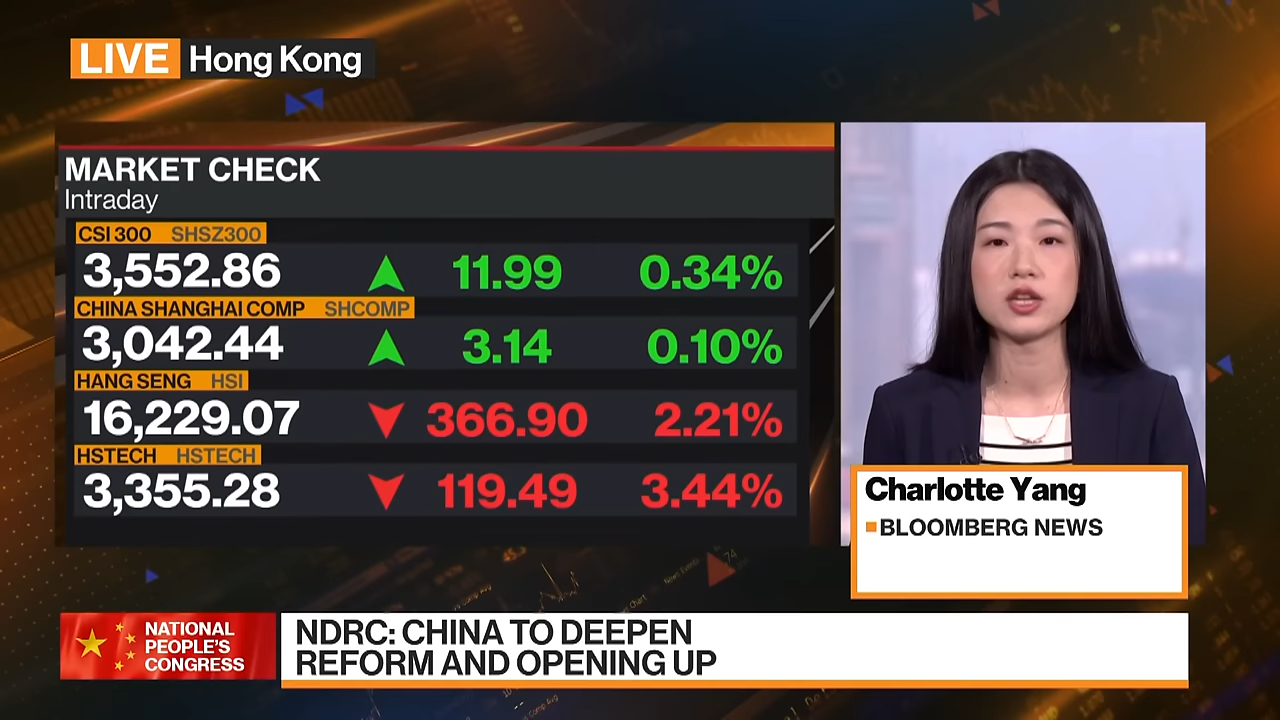 LIVE Hong Kong
MARKET CHECK
Intraday
CSI 300 SHSZ300
3,552.86 11.99 0.34%
CHINA SHANGHAI COMP SHCOMP
3,042.44 3.14 0.10%
HANG SENG HSI
16,229.07 366.90 2.21%
HSTECH HSTECH
3,355.28 119.49 3.44%
Charlotte Yang
BLOOMBERG NEWS
NATIONAL
PEOPLE'S
CONGRESS
NDRC: CHINA TO DEEPEN
REFORM AND OPENING UP